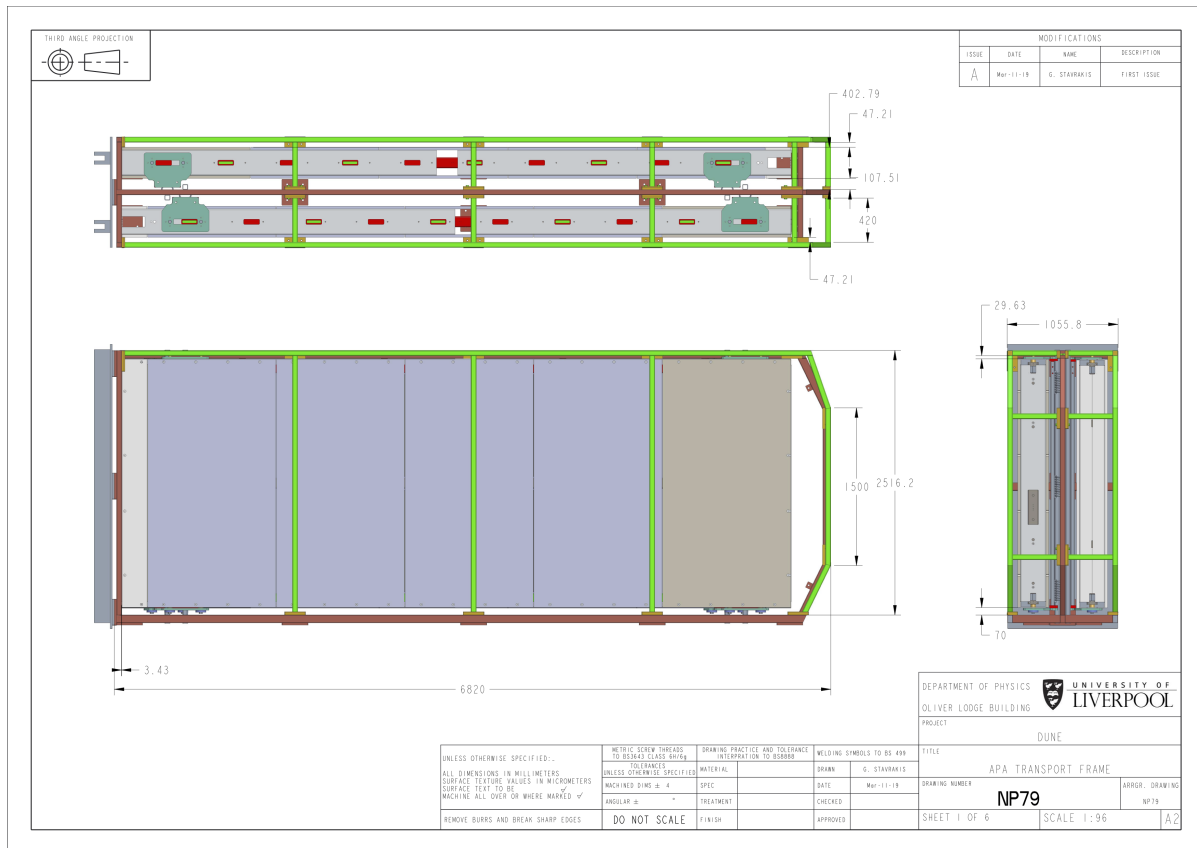 THIRD ANGLE PROJECTION
MODIFICATIONS
ISSUE DATE NAME DESCRIPTION
A Mar-11-19 G. STAVRAKIS FIRST ISSUE
402.79
47.21
107.51
420
47.21
29.63
1055.8
1500
2516.2
70
3.43
6820
DEPARTMENT OF PHYSICS
OLIVER LODGE BUILDING
UNIVERSITY OF
LIVERPOOL
PROJECT
DUNE
TITLE
APA TRANSPORT FRAME
DRAWING NUMBER
NP79
ARRGR. DRAWING
NP79
SHEET 1 OF 6
SCALE 1:96
A2
UNLESS OTHERWISE SPECIFIED:-
ALL DIMENSIONS IN MILLIMETERS
SURFACE TEXTURE VALUES IN MICROMETERS
SURFACE TEXT TO BE √
MACHINE ALL OVER OR WHERE MARKED √
REMOVE BURRS AND BREAK SHARP EDGES
METRIC SCREW THREADS
TO BS3643 CLASS 6H/6g
TOLERANCES
UNLESS OTHERWISE SPECIFIED
MACHINED DIMS ± 4
ANGULAR ± °
DO NOT SCALE
DRAWING PRACTICE AND TOLERANCE
INTERPRATION TO BS8888
MATERIAL
SPEC
TREATMENT
FINISH
WELDING SYMBOLS TO BS 499
DRAWN G. STAVRAKIS
DATE Mar-11-19
CHECKED
APPROVED